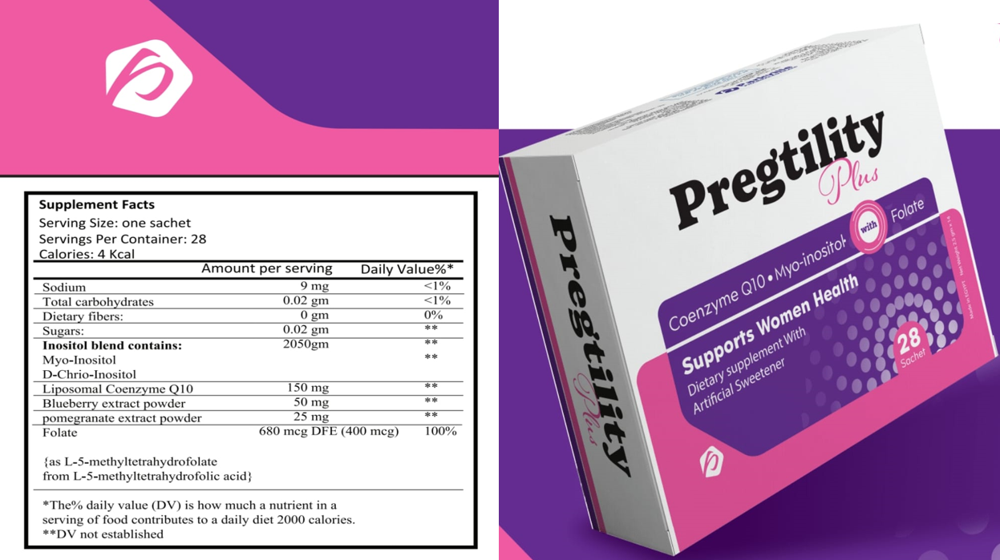 Supplement Facts
Serving Size: one sachet
Servings Per Container: 28
Calories: 4 Kcal
Amount per serving Daily Value%*
Sodium 9 mg <1%
Total carbohydrates 0.02 gm <1%
Dietary fibers: 0 gm 0%
Sugars: 0.02 gm **
Inositol blend contains: 2050gm **
Myo-Inositol **
D-Chrio-Inositol
Liposomal Coenzyme Q10 150 mg **
Blueberry extract powder 50 mg **
pomegranate extract powder 25 mg **
Folate 680 mcg DFE (400 mcg) 100%
{as L-5-methyltetrahydrofolate
from L-5-methyltetrahydrofolic acid}
*The% daily value (DV) is how much a nutrient in a
serving of food contributes to a daily diet 2000 calories.
**DV not established
Pregtility
Plus
Coenzyme Q10 • Myo-inositol with Folate
Supports Women Health
Dietary supplement With
Artificial Sweetener
28
Sachet
Pregtility
Plus